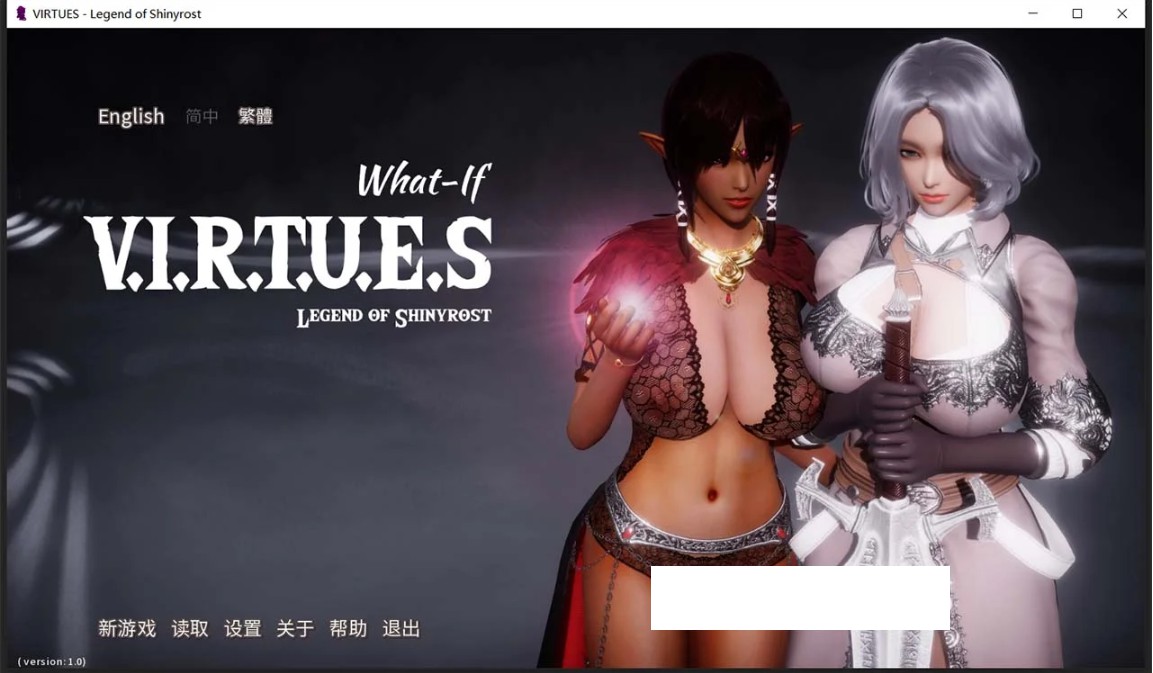 VIRTUES - Legend of Shinyrost
English 简中 繁體
What-If
V.I.R.T.U.E.S
Legend of Shinyrost
新游戏 读取 设置 关于 帮助 退出
(version:1.0)